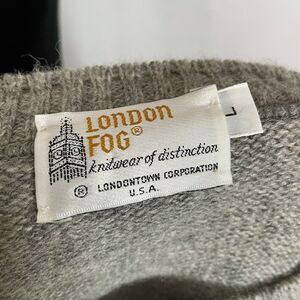 LONDON
FOG®
knitwear of distinction
® LONDONTOWN CORPORATION
U.S.A.
L